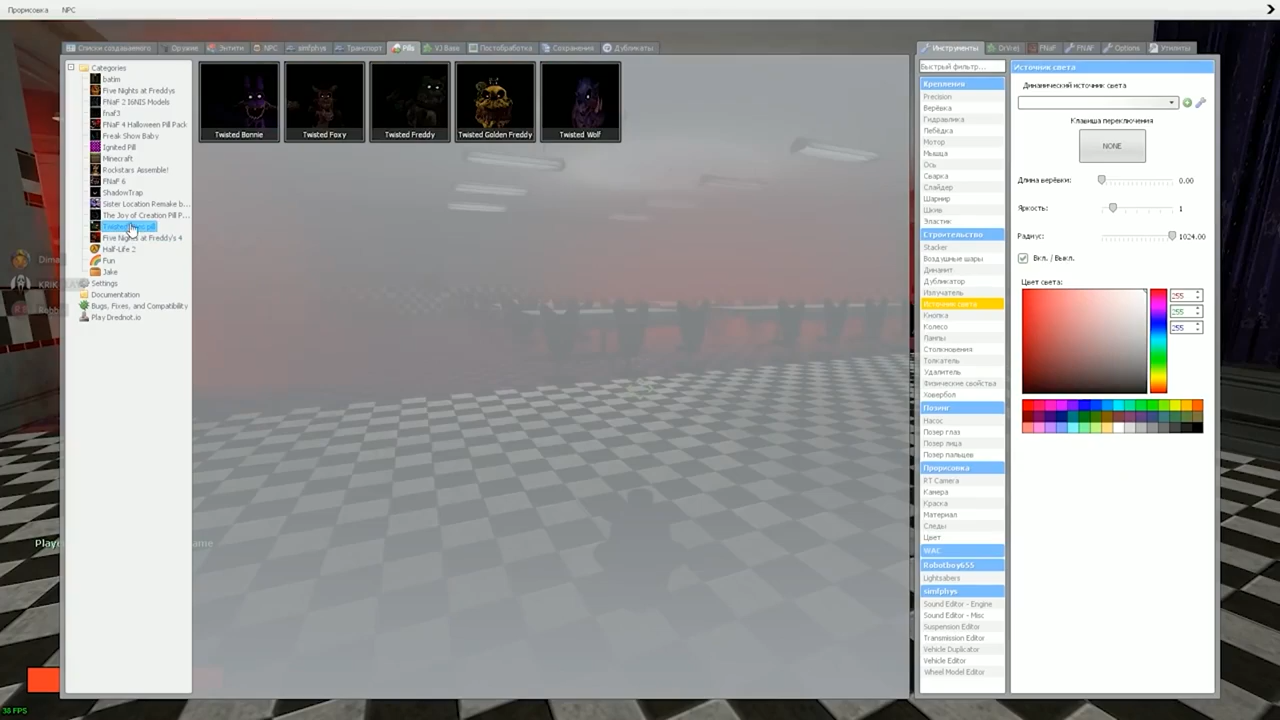 Прорисовка NPC
Списки создаваемого Оружие Энтити NPC simfphys Транспорт Pills VJ Base Постобработка Сохранения Дубликаты
Инструменты DrVrej FNaF FNAF Options Утилиты
Categories
batim
Five Nights at Freddys
FNaF 2 IGNIS Models
fnaf3
FNaF 4 Halloween Pill Pack
Freak Show Baby
Ignited Pill
Minecraft
Rockstars Assemble!
FNaF 6
ShadowTrap
Sister Location Remake b...
The Joy of Creation Pill P...
Five Nights at Freddy's 4
Half-Life 2
Fun
Jake
Settings
Documentation
Bugs, Fixes, and Compatibility
Play Drednot.io
Twisted Bonnie
Twisted Foxy
Twisted Freddy
Twisted Golden Freddy
Twisted Wolf
Dima
KRIK
Playe
ame
38 FPS
Быстрый фильтр...
Крепления
Precision
Верёвка
Гидравлика
Лебёдка
Мотор
Мышца
Ось
Сварка
Слайдер
Шарнир
Шкив
Эластик
Строительство
Stacker
Воздушные шары
Динамит
Дубликатор
Излучатель
Источник света
Кнопка
Колесо
Лампы
Столкновения
Толкатель
Удалитель
Физические свойства
Ховербол
Позинг
Насос
Позер глаз
Позер лица
Позер пальцев
Прорисовка
RT Camera
Камера
Краска
Материал
Следы
Цвет
WAC
Robotboy655
Lightsabers
simfphys
Sound Editor - Engine
Sound Editor - Misc
Suspension Editor
Transmission Editor
Vehicle Duplicator
Vehicle Editor
Wheel Model Editor
Источник света
Динамический источник света
Клавиша переключения
NONE
Длина верёвки: 0.00
Яркость: 1
Радиус: 1024.00
Вкл. / Выкл.
Цвет света:
255
255
255